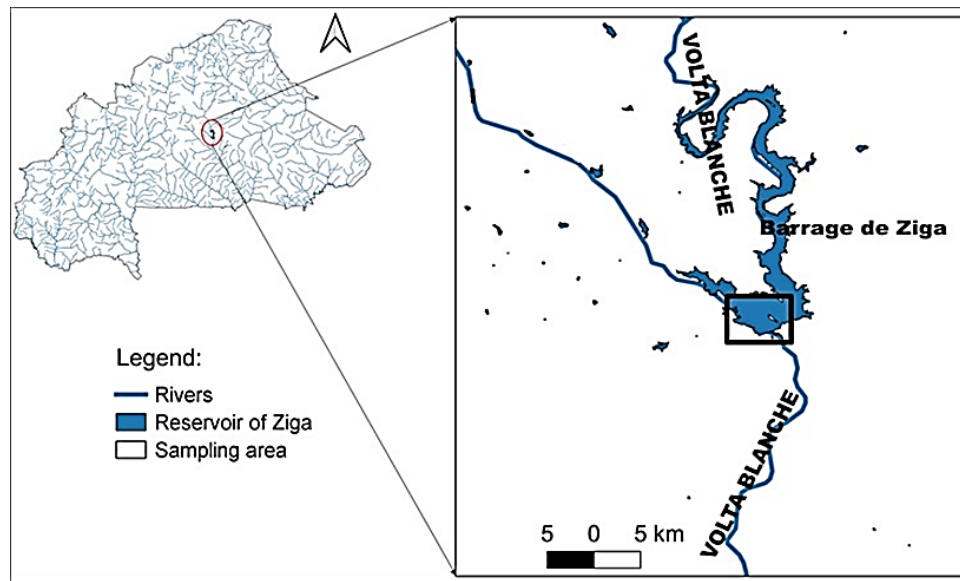 VOLTA BLANCHE
Barrage de Ziga
VOLTA BLANCHE
Legend:
Rivers
Reservoir of Ziga
Sampling area
5 0 5 km